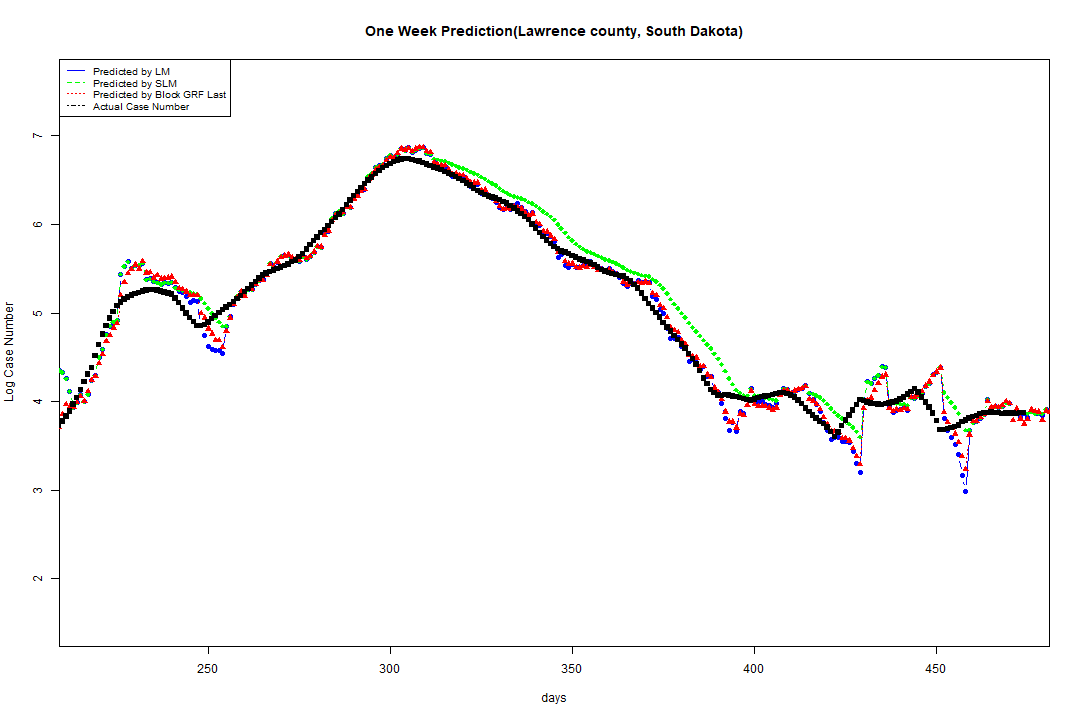 One Week Prediction(Lawrence county, South Dakota)
Predicted by LM
Predicted by SLM
Predicted by Block GRF Last
Actual Case Number
Log Case Number
7
6
5
4
3
2
250 300 350 400 450
days